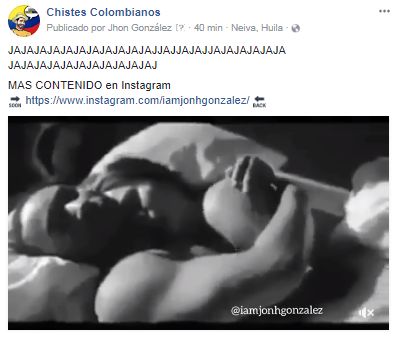 Chistes Colombianos
Publicado por Jhon González [?] · 40 min · Neiva, Huila ·
JAJAJAJAJAJAJAJAJAJAJAJJAJJAJAJJAJAJAJAJAJA
JAJAJAJAJAJAJAJAJAJAJAJ
MAS CONTENIDO en Instagram
SOON https://www.instagram.com/iamjonhgonzalez/ BACK
@iamjonhgonzalez